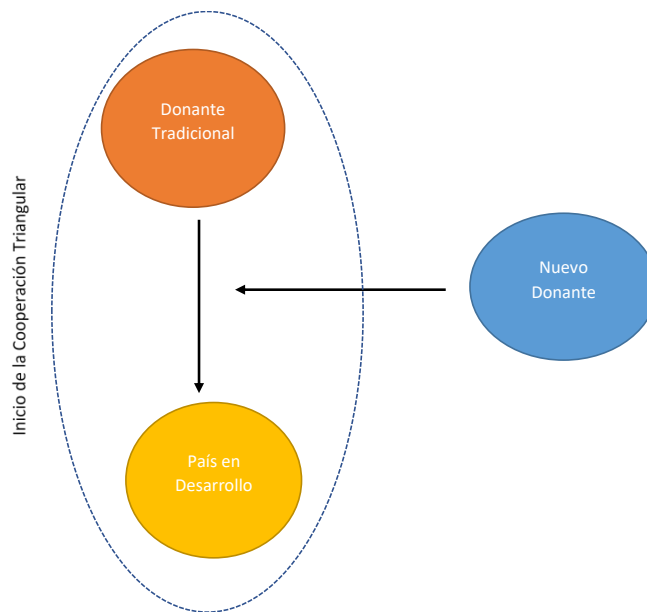 Inicio de la Cooperación Triangular
Donante
Tradicional
Nuevo
Donante
País en
Desarrollo